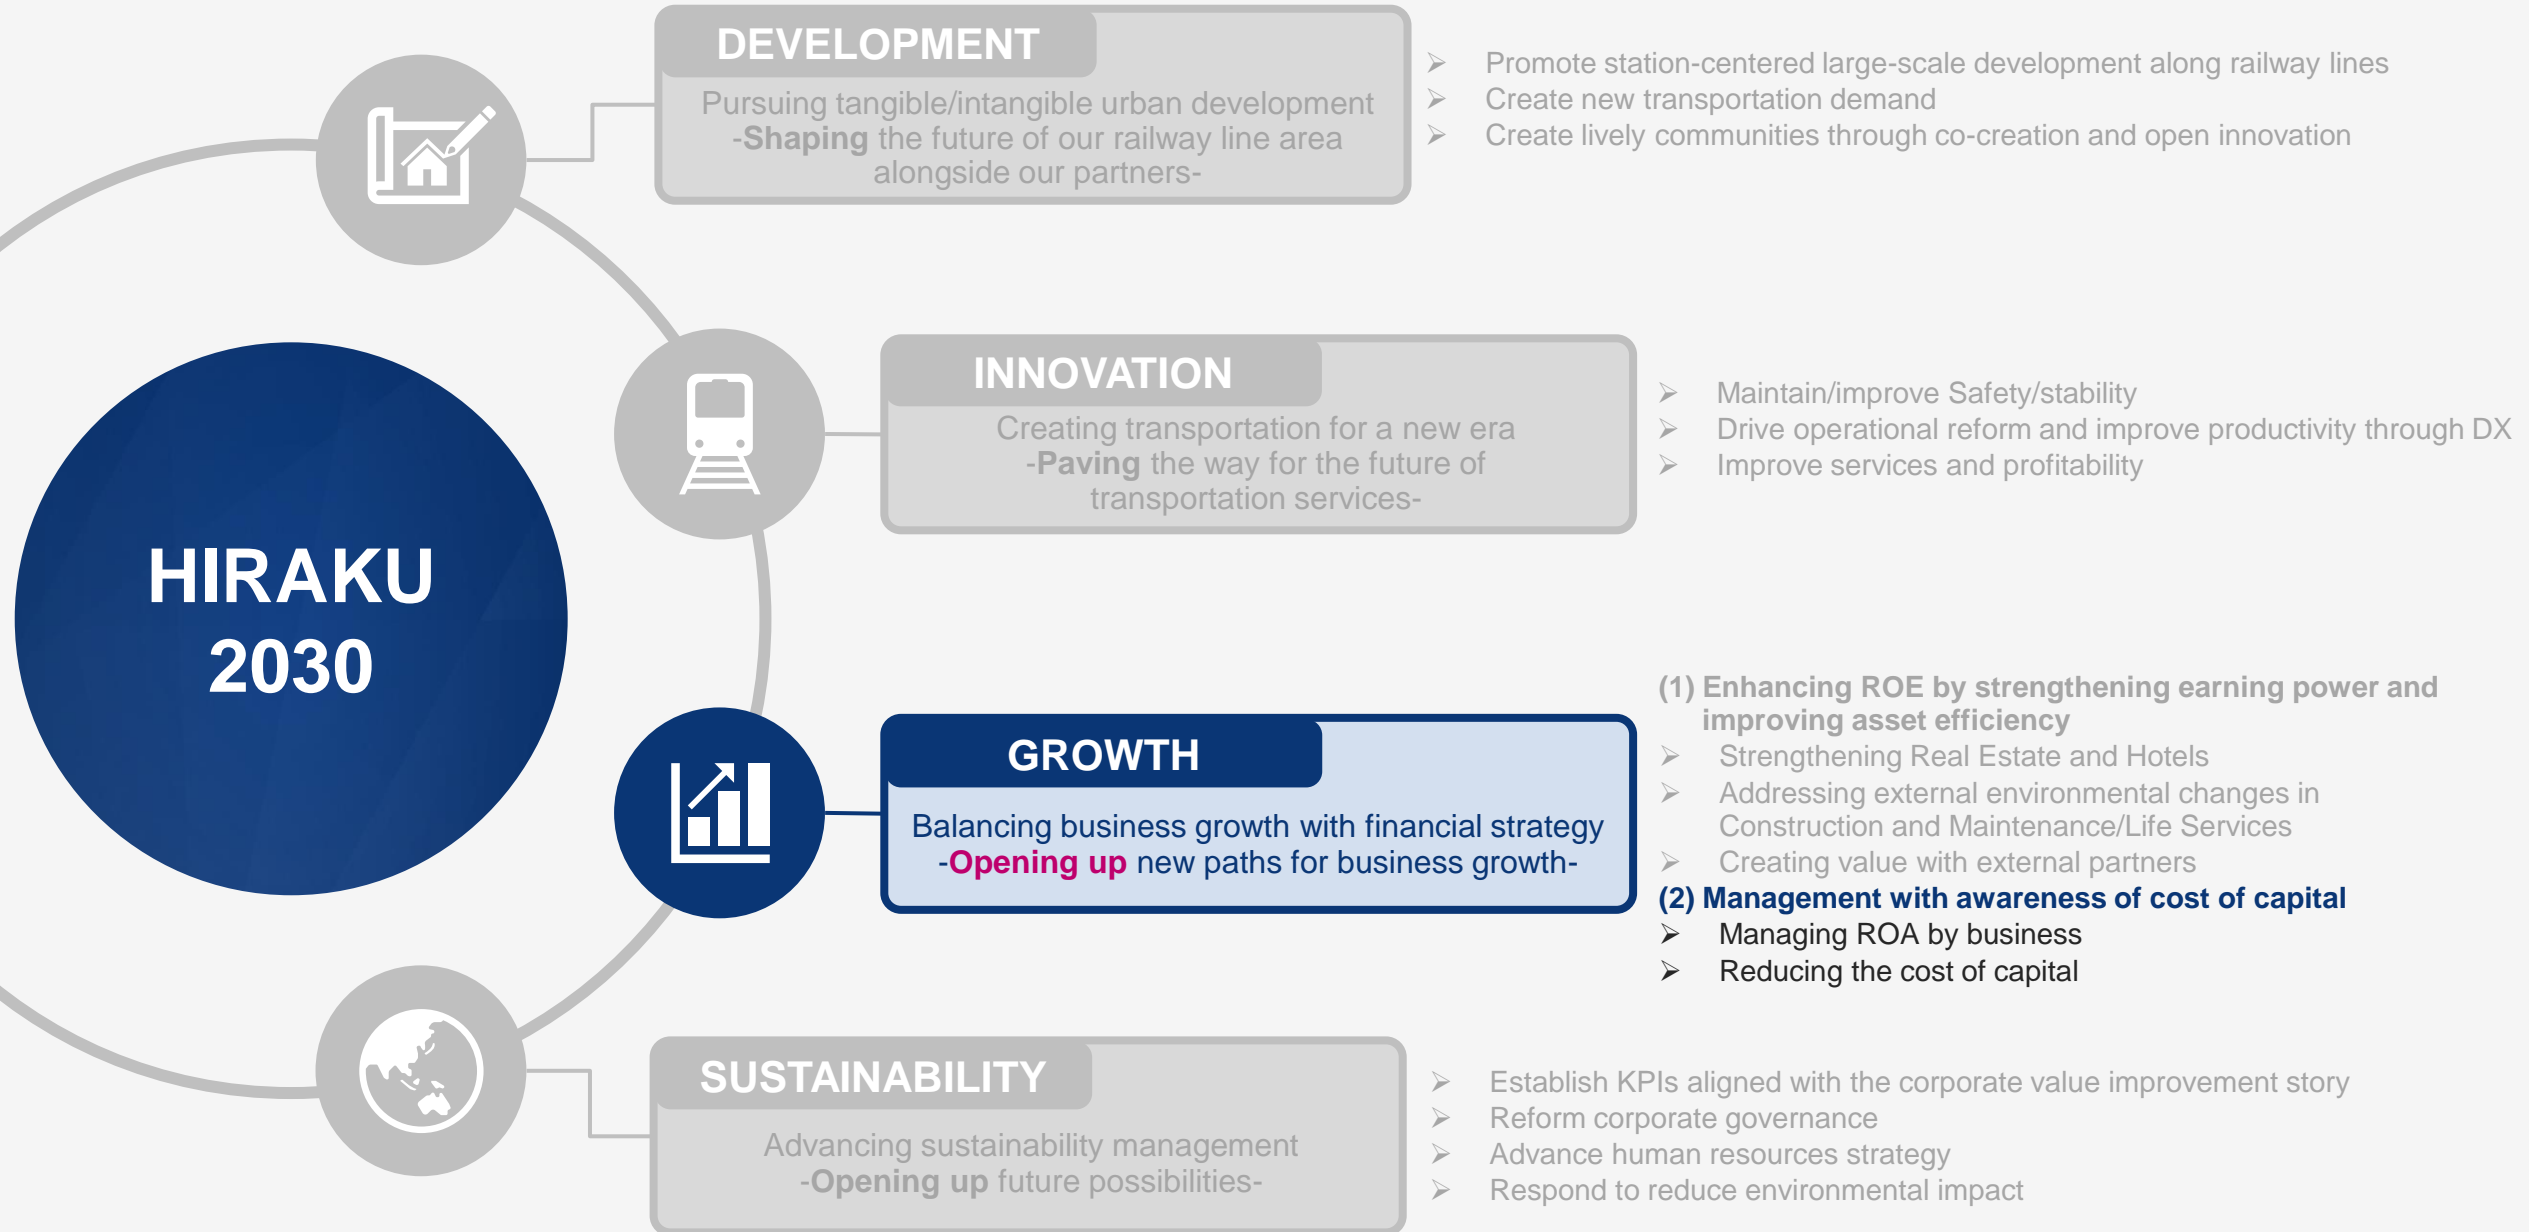 DEVELOPMENT
Pursuing tangible/intangible urban development
-Shaping the future of our railway line area
alongside our partners-
➢ Promote station-centered large-scale development along railway lines
➢ Create new transportation demand
➢ Create lively communities through co-creation and open innovation
INNOVATION
Creating transportation for a new era
-Paving the way for the future of
transportation services-
➢ Maintain/improve Safety/stability
➢ Drive operational reform and improve productivity through DX
➢ Improve services and profitability
HIRAKU
2030
GROWTH
Balancing business growth with financial strategy
-Opening up new paths for business growth-
(1) Enhancing ROE by strengthening earning power and
improving asset efficiency
➢ Strengthening Real Estate and Hotels
➢ Addressing external environmental changes in
Construction and Maintenance/Life Services
➢ Creating value with external partners
(2) Management with awareness of cost of capital
➢ Managing ROA by business
➢ Reducing the cost of capital
SUSTAINABILITY
Advancing sustainability management
-Opening up future possibilities-
➢ Establish KPIs aligned with the corporate value improvement story
➢ Reform corporate governance
➢ Advance human resources strategy
➢ Respond to reduce environmental impact